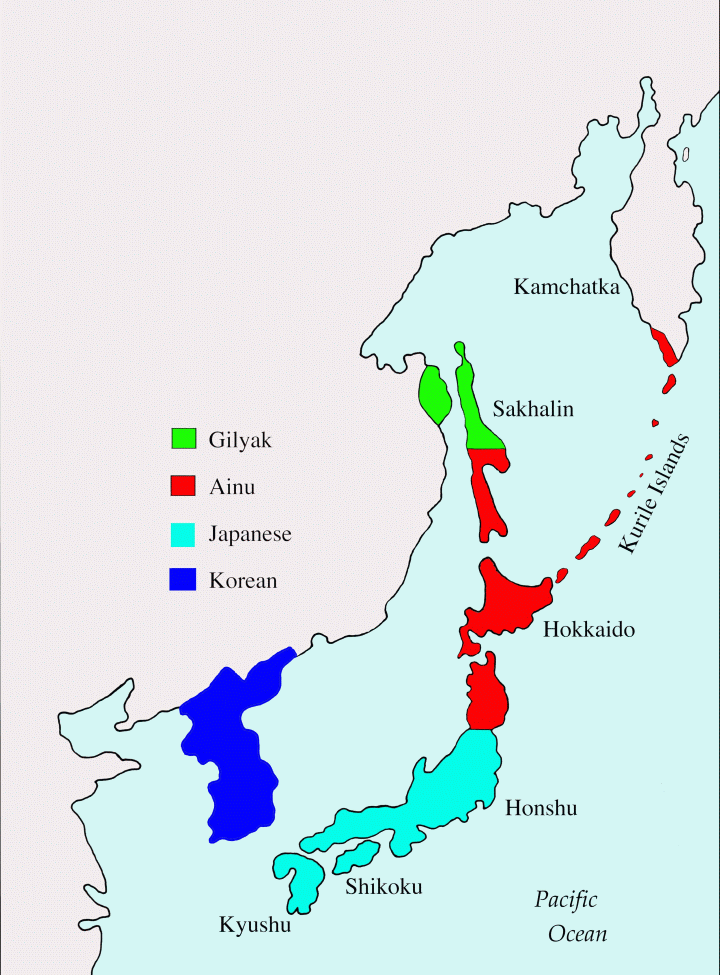 Kamchatka
Sakhalin
Gilyak
Ainu
Japanese
Korean
Kurile Islands
Hokkaido
Honshu
Shikoku
Kyushu
Pacific
Ocean